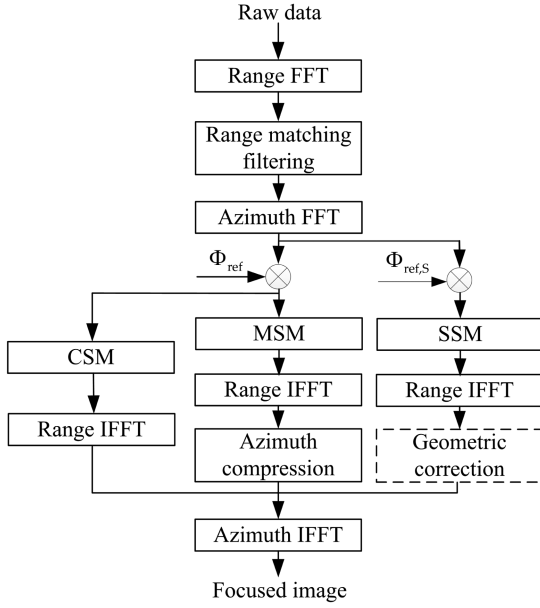 Raw data
Range FFT
Range matching
filtering
Azimuth FFT
Φref
Φref,S
CSM
MSM
SSM
Range IFFT
Range IFFT
Range IFFT
Azimuth
compression
Geometric
correction
Azimuth IFFT
Focused image